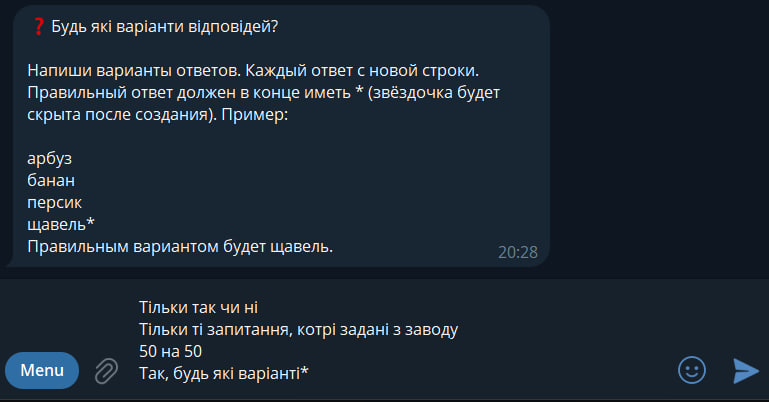 ❓ Будь які варіанти відповідей?
Напиши варианты ответов. Каждый ответ с новой строки.
Правильный ответ должен в конце иметь * (звёздочка будет
скрыта после создания). Пример:
арбуз
банан
персик
щавель*
Правильным вариантом будет щавель.
20:28
Тільки так чи ні
Тільки ті запитання, котрі задані з заводу
50 на 50
Так, будь які варіанті*
Menu